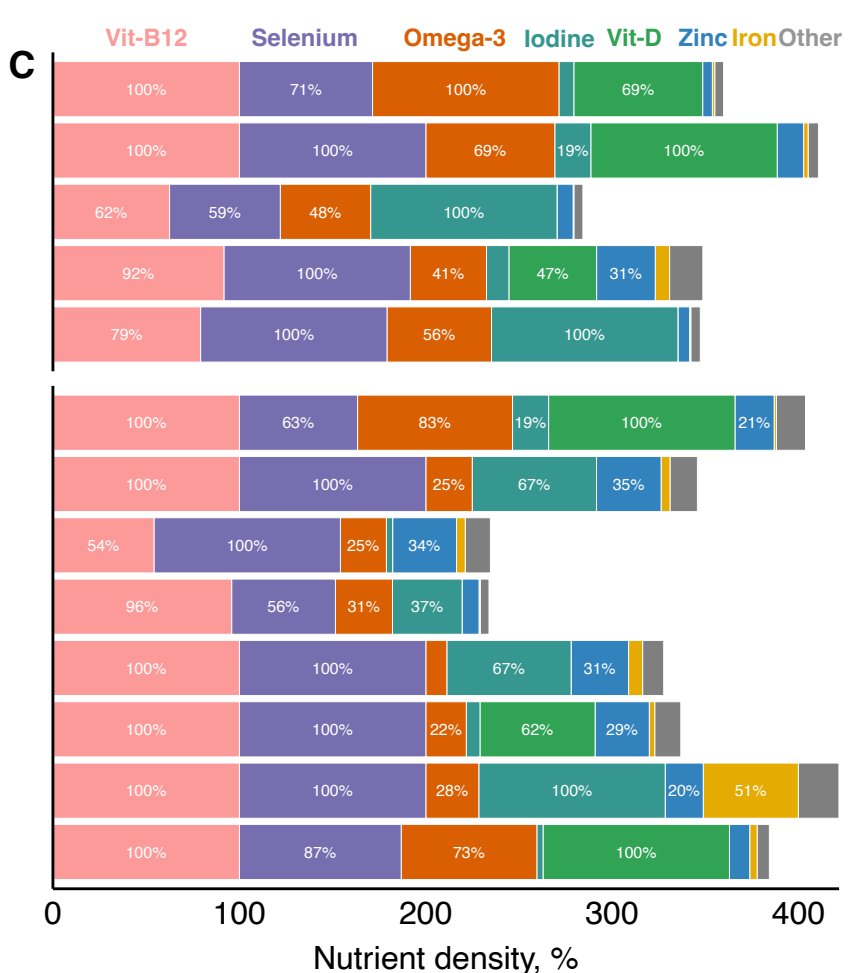 Vit-B12 Selenium Omega-3 Iodine Vit-D Zinc Iron Other
C
100% 71% 100% 69%
100% 100% 69% 19% 100%
62% 59% 48% 100%
92% 100% 41% 47% 31%
79% 100% 56% 100%
100% 63% 83% 19% 100% 21%
100% 100% 25% 67% 35%
54% 100% 25% 34%
96% 56% 31% 37%
100% 100% 67% 31%
100% 100% 22% 62% 29%
100% 100% 28% 100% 20% 51%
100% 87% 73% 100%
0 100 200 300 400
Nutrient density, %